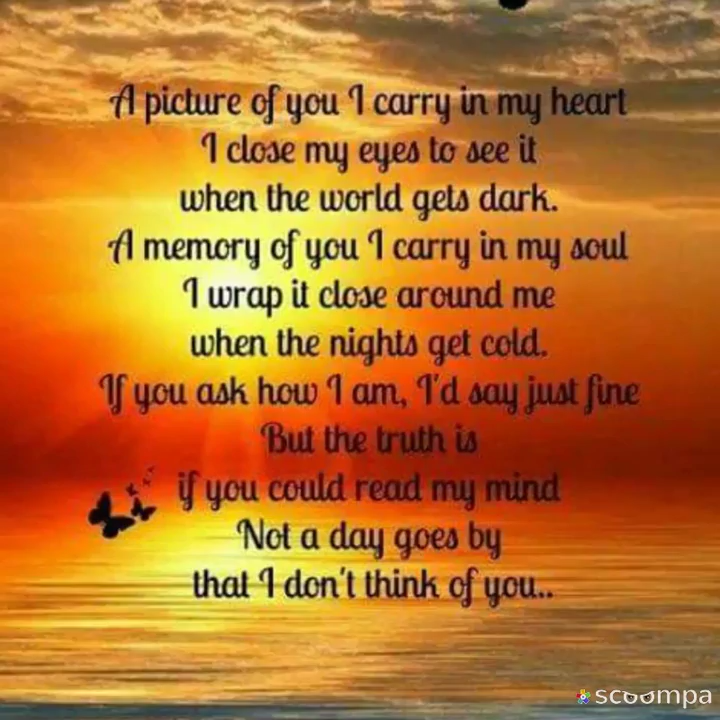 A picture of you I carry in my heart
I close my eyes to see it
when the world gets dark.
A memory of you I carry in my soul
I wrap it close around me
when the nights get cold.
If you ask how I am, I'd say just fine
But the truth is
if you could read my mind
Not a day goes by
that I don't think of you..
scoompa